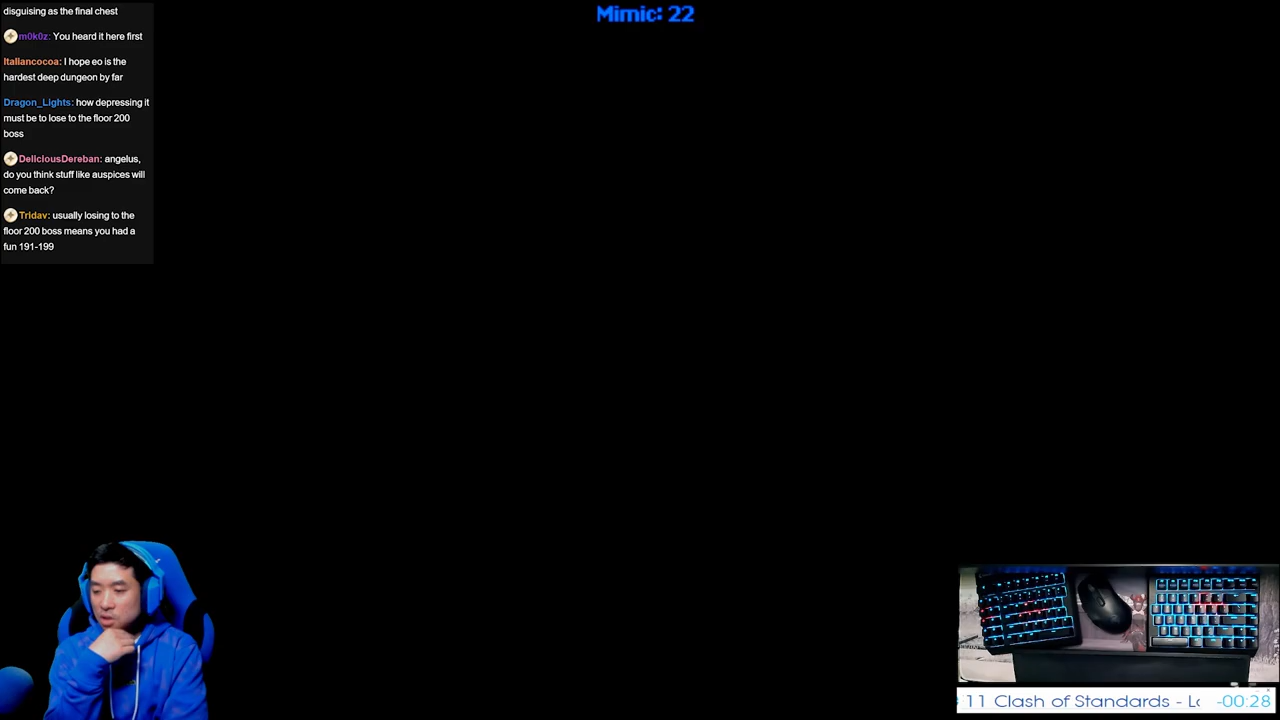 disguising as the final chest
m0k0z: You heard it here first
Italiancocoa: I hope eo is the
hardest deep dungeon by far
Dragon_Lights: how depressing it
must be to lose to the floor 200
boss
DeliciousDereban: angelus,
do you think stuff like auspices will
come back?
Tridav: usually losing to the
floor 200 boss means you had a
fun 191-199
Mimic: 22
11 Clash of Standards - Lo
-00:28